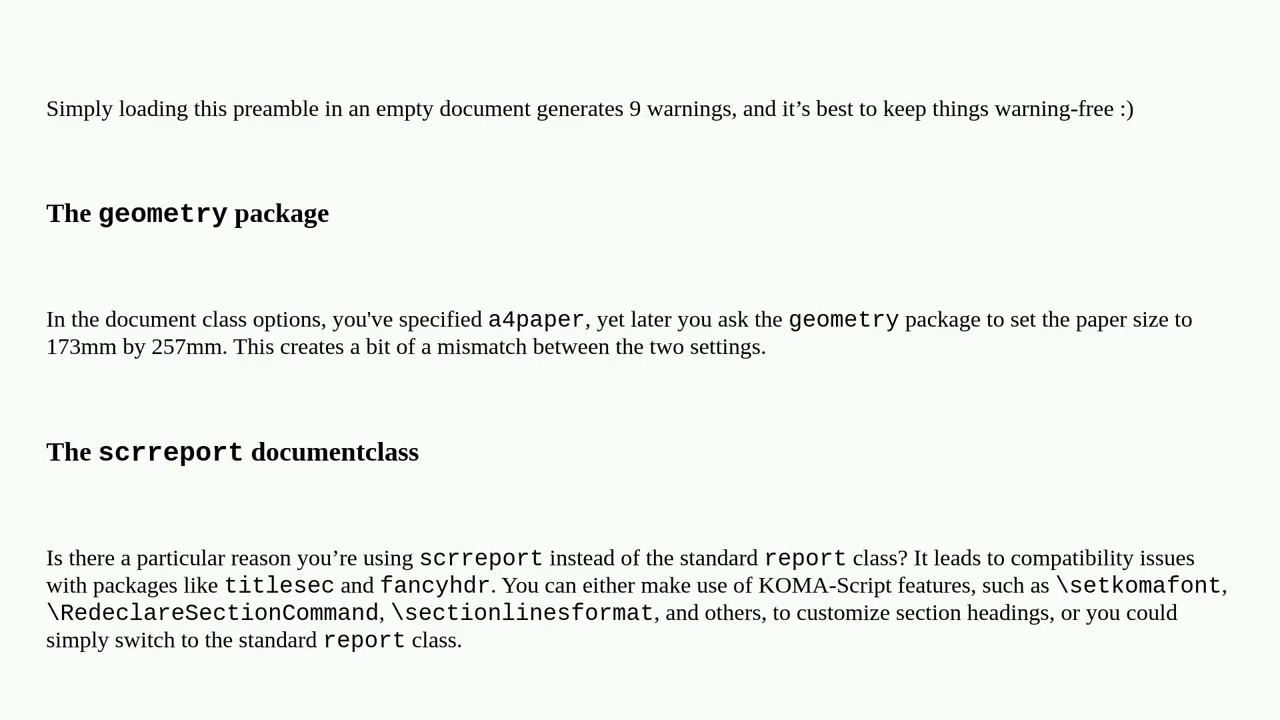 Simply loading this preamble in an empty document generates 9 warnings, and it’s best to keep things warning-free :)
The geometry package
In the document class options, you've specified a4paper, yet later you ask the geometry package to set the paper size to
173mm by 257mm. This creates a bit of a mismatch between the two settings.
The scrreport documentclass
Is there a particular reason you’re using scrreport instead of the standard report class? It leads to compatibility issues
with packages like titlesec and fancyhdr. You can either make use of KOMA-Script features, such as \setkomafont,
\RedeclareSectionCommand, \sectionlinesformat, and others, to customize section headings, or you could
simply switch to the standard report class.